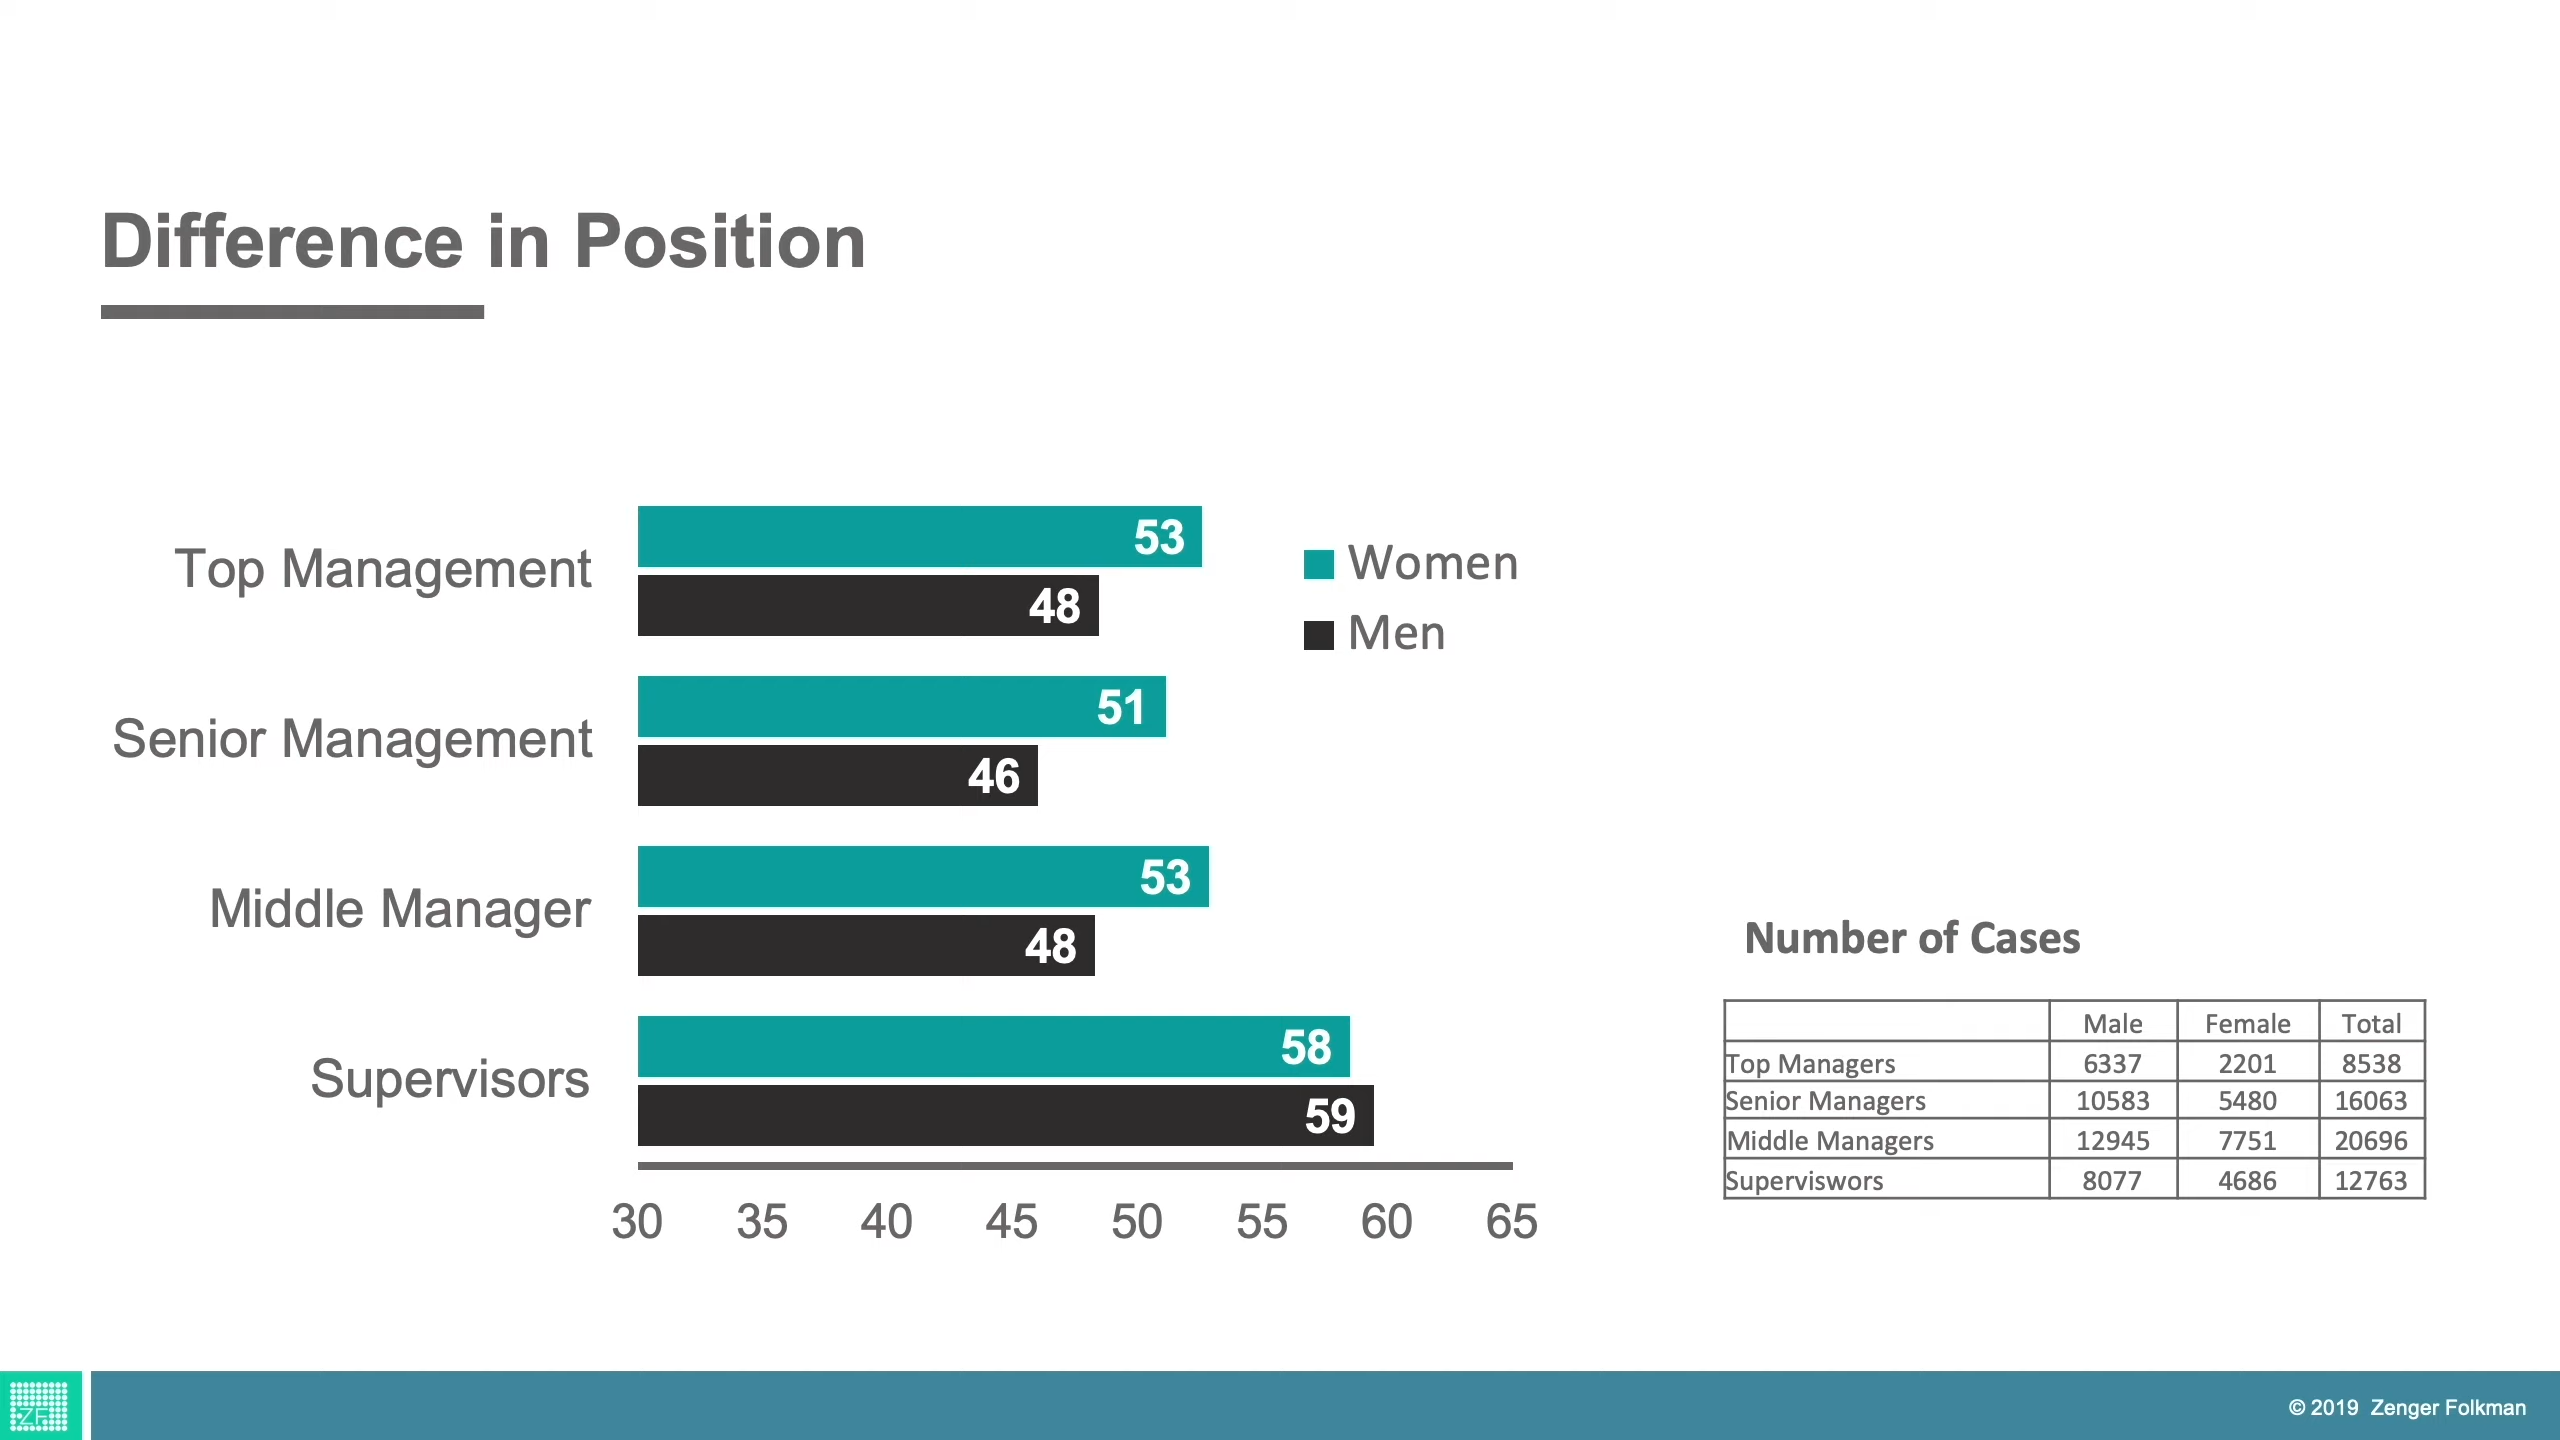 Difference in Position
Top Management
53
48
Women
Men
Senior Management
51
46
Middle Manager
53
48
Supervisors
58
59
30 35 40 45 50 55 60 65
Number of Cases
Male Female Total
Top Managers 6337 2201 8538
Senior Managers 10583 5480 16063
Middle Managers 12945 7751 20696
Superviswors 8077 4686 12763
ZF
© 2019 Zenger Folkman